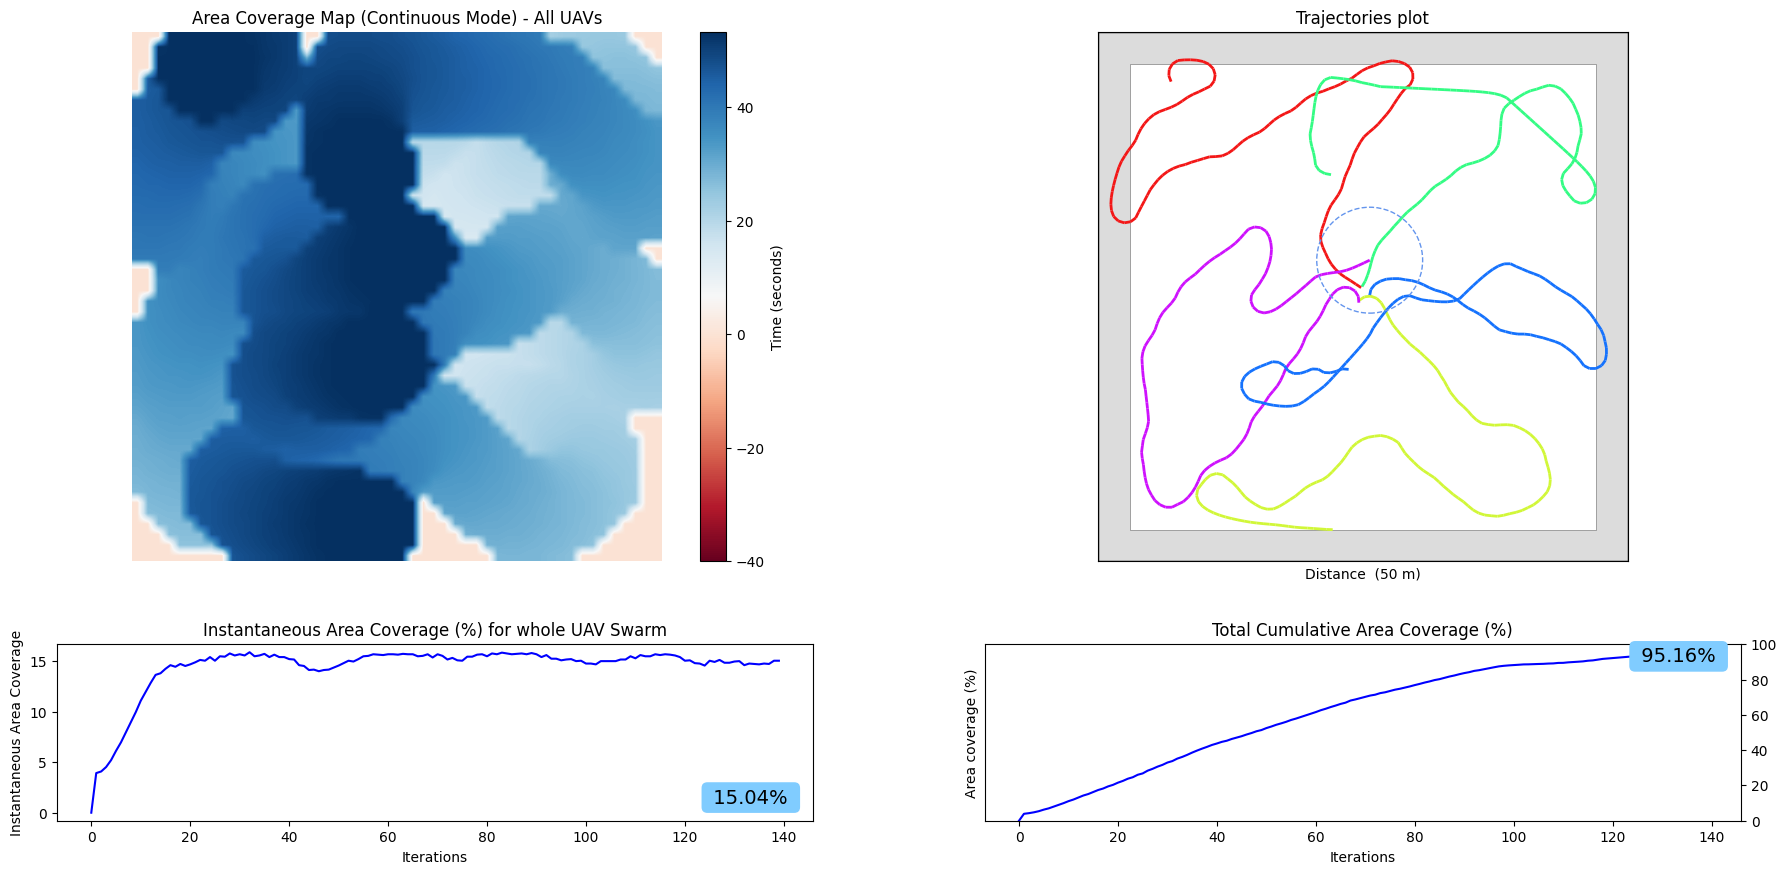 Area Coverage Map (Continuous Mode) - All UAVs
40
20
0
−20
−40
Time (seconds)
Trajectories plot
Distance  (50 m)
Instantaneous Area Coverage (%) for whole UAV Swarm
Instantaneous Area Coverage
15
10
5
0
15.04%
0 20 40 60 80 100 120 140
Iterations
Total Cumulative Area Coverage (%)
Area coverage (%)
95.16%
100
80
60
40
20
0
0 20 40 60 80 100 120 140
Iterations